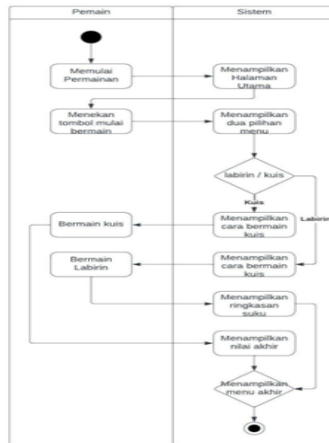 Pemain
Sistem
Memulai
Permainan
Menampilkan
Halaman
Utama
Menekan
tombol mulai
bermain
Menampilkan
dua pilihan
menu
labirin / kuis
Kuis
Labirin
Bermain kuis
Menampilkan
cara bermain
kuis
Bermain
Labirin
Menampilkan
cara bermain
kuis
Menampilkan
ringkasan
suku
Menampilkan
nilai akhir
Menampilkan
menu akhir